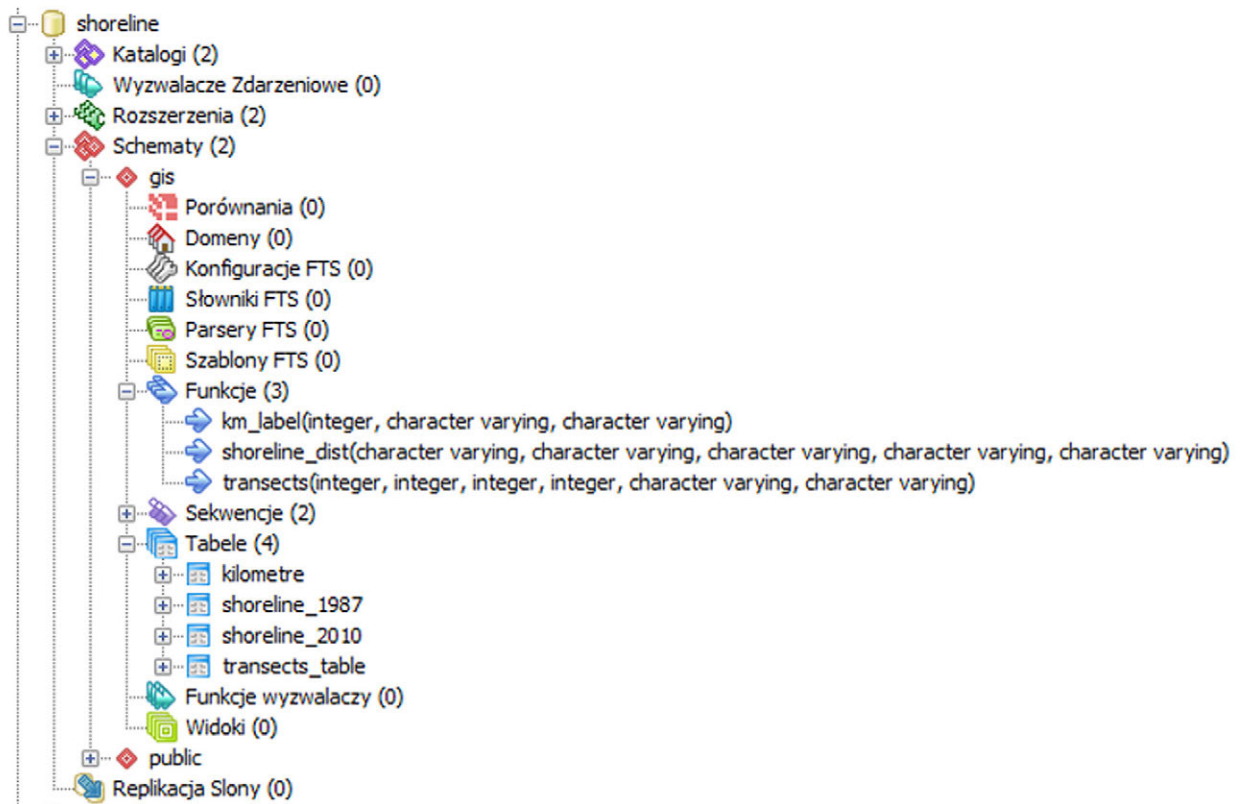 shoreline
Katalogi (2)
Wyzwalacze Zdarzeniowe (0)
Rozszerzenia (2)
Schematy (2)
gis
Porównania (0)
Domeny (0)
Konfiguracje FTS (0)
Słowniki FTS (0)
Parsery FTS (0)
Szablony FTS (0)
Funkcje (3)
km_label(integer, character varying, character varying)
shoreline_dist(character varying, character varying, character varying, character varying, character varying)
transects(integer, integer, integer, integer, character varying, character varying)
Sekwencje (2)
Tabele (4)
kilometre
shoreline_1987
shoreline_2010
transects_table
Funkcje wyzwalaczy (0)
Widoki (0)
public
Replikacja Slony (0)